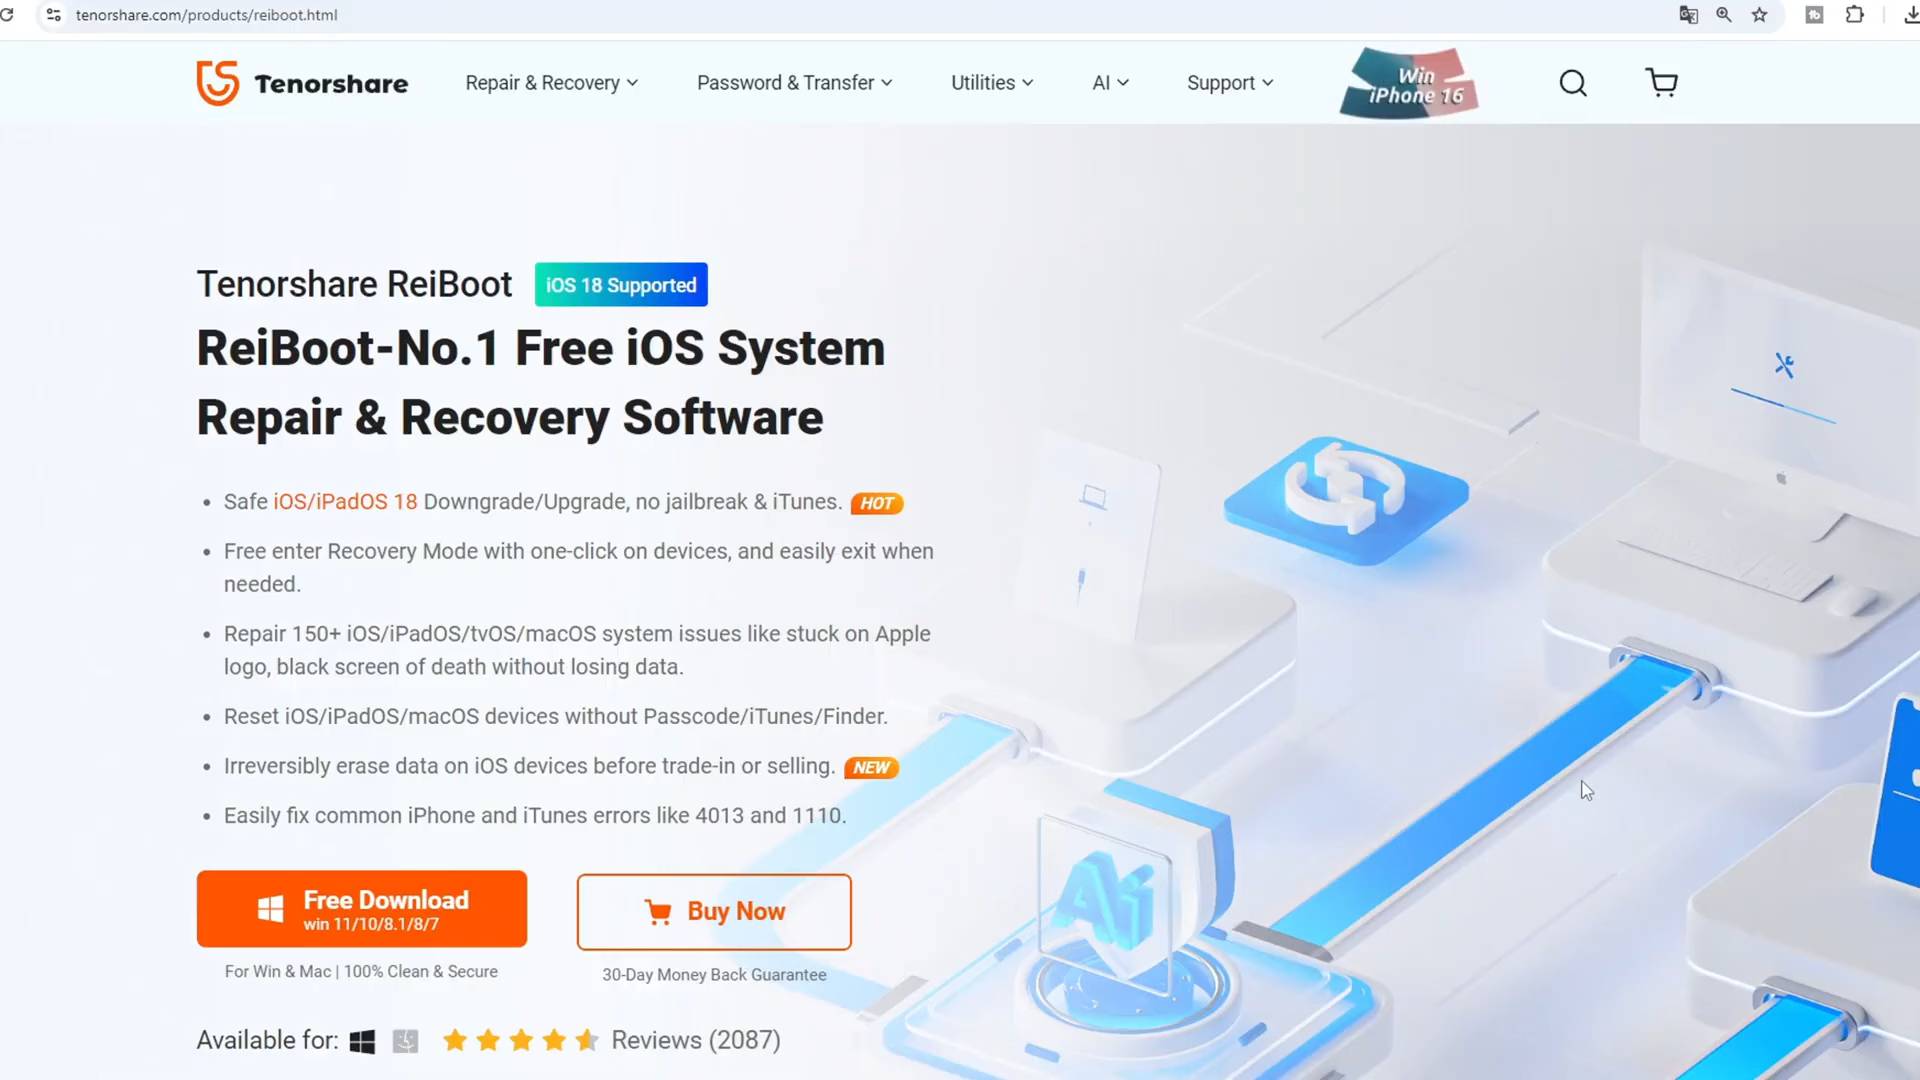 tenorshare.com/products/reiboot.html
Tenorshare
Repair & Recovery
Password & Transfer
Utilities
AI
Support
Win
iPhone 16
Tenorshare ReiBoot
iOS 18 Supported
ReiBoot-No.1 Free iOS System
Repair & Recovery Software
• Safe iOS/iPadOS 18 Downgrade/Upgrade, no jailbreak & iTunes. HOT
• Free enter Recovery Mode with one-click on devices, and easily exit when
needed.
• Repair 150+ iOS/iPadOS/tvOS/macOS system issues like stuck on Apple
logo, black screen of death without losing data.
• Reset iOS/iPadOS/macOS devices without Passcode/iTunes/Finder.
• Irreversibly erase data on iOS devices before trade-in or selling. NEW
• Easily fix common iPhone and iTunes errors like 4013 and 1110.
Free Download
win 11/10/8.1/8/7
Buy Now
For Win & Mac | 100% Clean & Secure
30-Day Money Back Guarantee
Available for:
Reviews (2087)
Ai